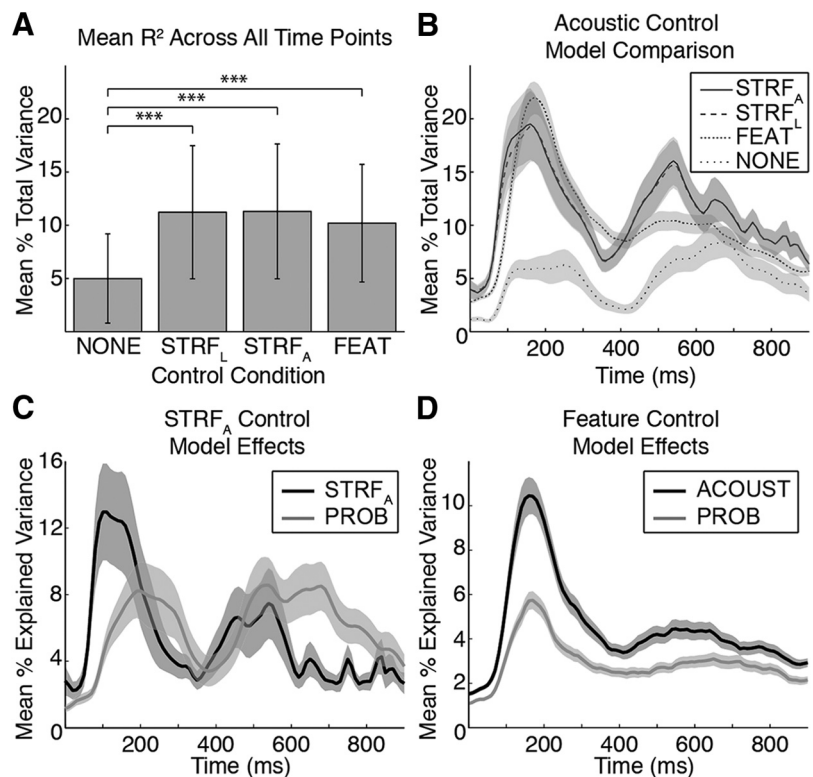 A
Mean R² Across All Time Points
Mean % Total Variance
20
15
10
5
***
***
***
NONE STRF_L STRF_A FEAT
Control Condition
B
Acoustic Control
Model Comparison
Mean % Total Variance
20
15
10
5
0
STRF_A
STRF_L
FEAT
NONE
200 400 600 800
Time (ms)
C
STRF_A Control
Model Effects
Mean % Explained Variance
16
12
8
4
0
STRF_A
PROB
200 400 600 800
Time (ms)
D
Feature Control
Model Effects
Mean % Explained Variance
10
8
6
4
2
0
ACOUST
PROB
200 400 600 800
Time (ms)